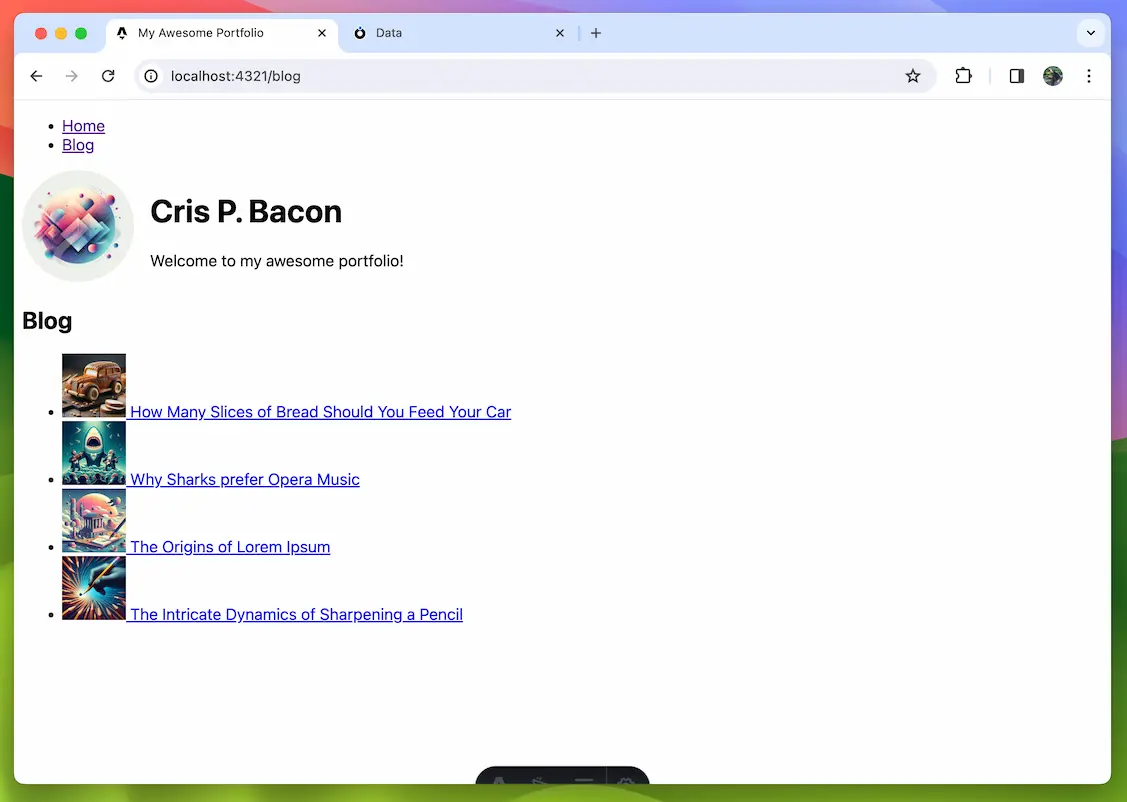 My Awesome Portfolio
Data
localhost:4321/blog
Home
Blog
Cris P. Bacon
Welcome to my awesome portfolio!
Blog
How Many Slices of Bread Should You Feed Your Car
Why Sharks prefer Opera Music
The Origins of Lorem Ipsum
The Intricate Dynamics of Sharpening a Pencil